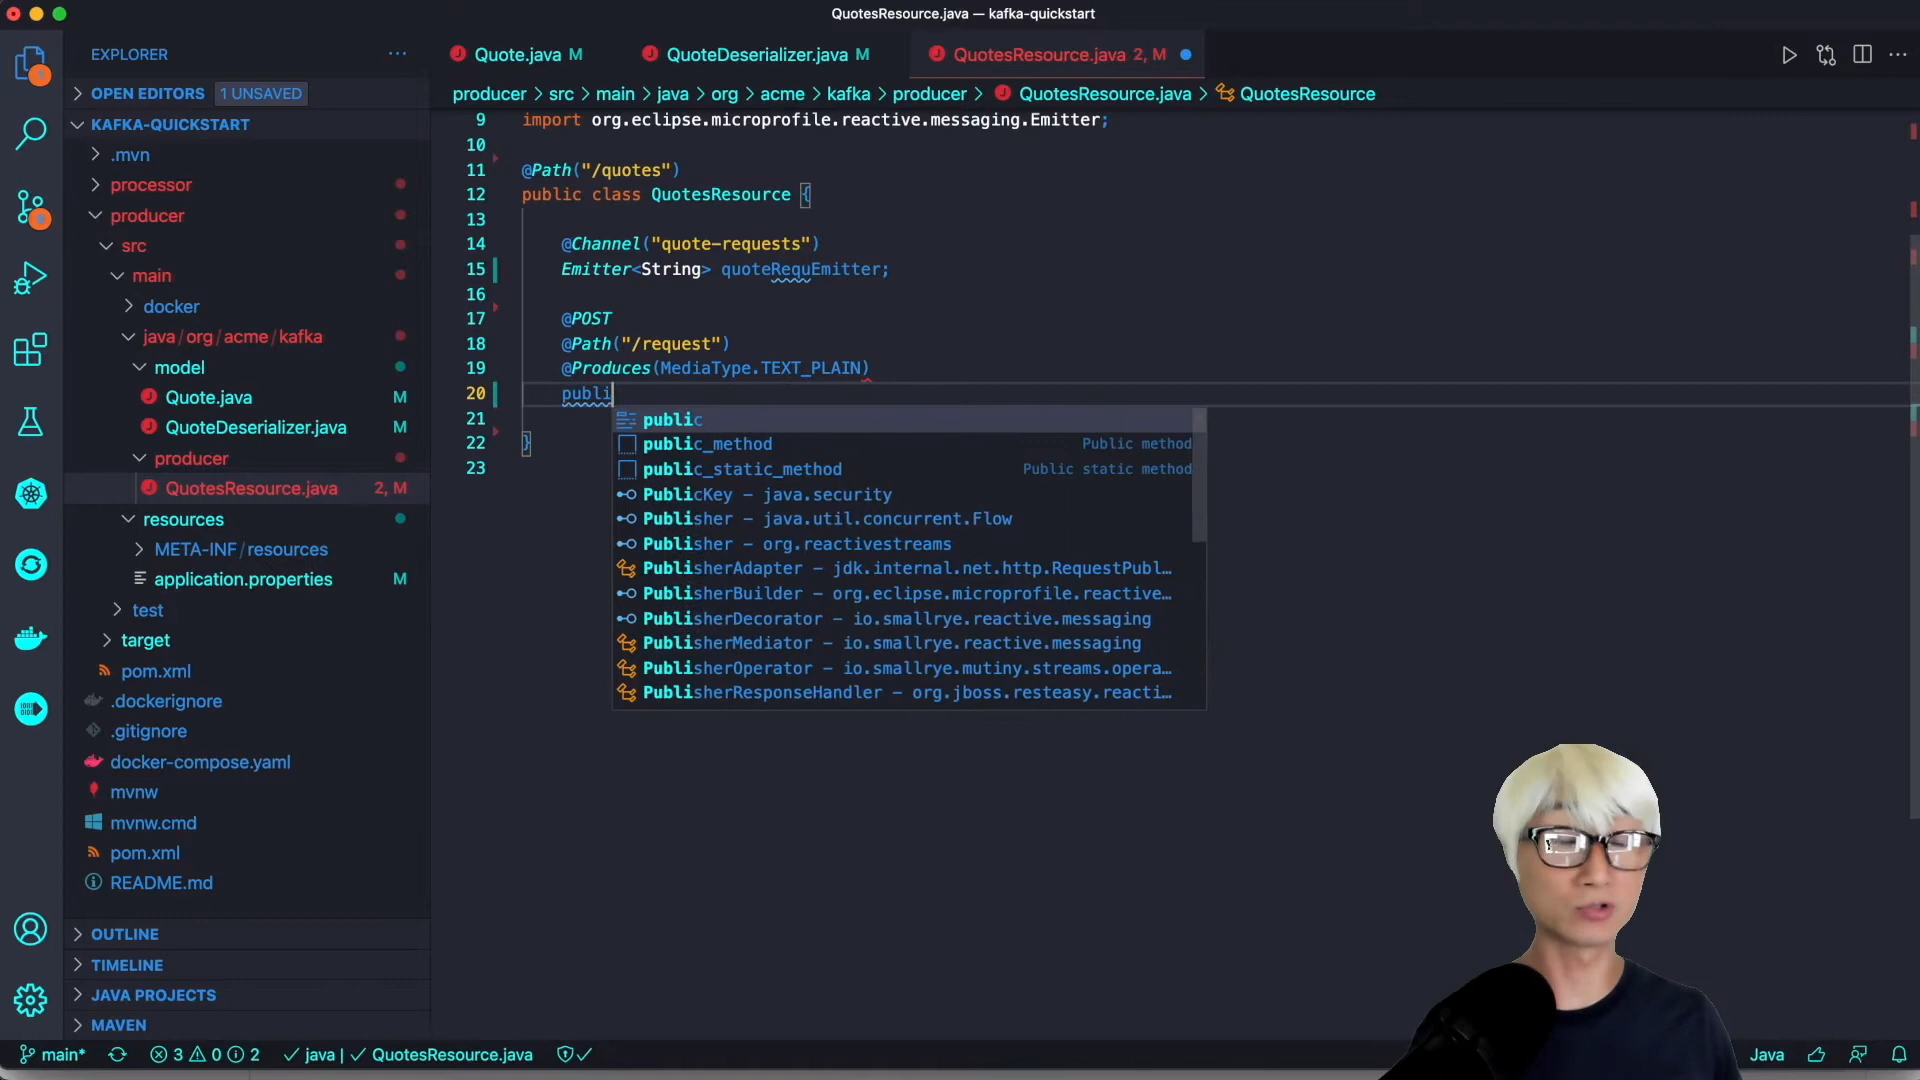 QuotesResource.java — kafka-quickstart
EXPLORER
Quote.java M
QuoteDeserializer.java M
QuotesResource.java 2, M
OPEN EDITORS 1 UNSAVED
producer > src > main > java > org > acme > kafka > producer > QuotesResource.java > QuotesResource
KAFKA-QUICKSTART
.mvn
processor
producer
src
main
docker
java/org/acme/kafka
model
Quote.java M
QuoteDeserializer.java M
producer
QuotesResource.java 2, M
resources
META-INF/resources
application.properties M
test
target
pom.xml
.dockerignore
.gitignore
docker-compose.yaml
mvnw
mvnw.cmd
pom.xml
README.md
OUTLINE
TIMELINE
JAVA PROJECTS
MAVEN
9 import org.eclipse.microprofile.reactive.messaging.Emitter;
10
11 @Path("/quotes")
12 public class QuotesResource {
13
14 @Channel("quote-requests")
15 Emitter<String> quoteRequEmitter;
16
17 @POST
18 @Path("/request")
19 @Produces(MediaType.TEXT_PLAIN)
20 publi
21
22 }
23
public
public_method Public method
public_static_method Public static method
PublicKey – java.security
Publisher – java.util.concurrent.Flow
Publisher – org.reactivestreams
PublisherAdapter – jdk.internal.net.http.RequestPubl…
PublisherBuilder – org.eclipse.microprofile.reactive…
PublisherDecorator – io.smallrye.reactive.messaging
PublisherMediator – io.smallrye.reactive.messaging
PublisherOperator – io.smallrye.mutiny.streams.opera…
PublisherResponseHandler – org.jboss.resteasy.reacti…
main* 3 0 2 java | QuotesResource.java Java